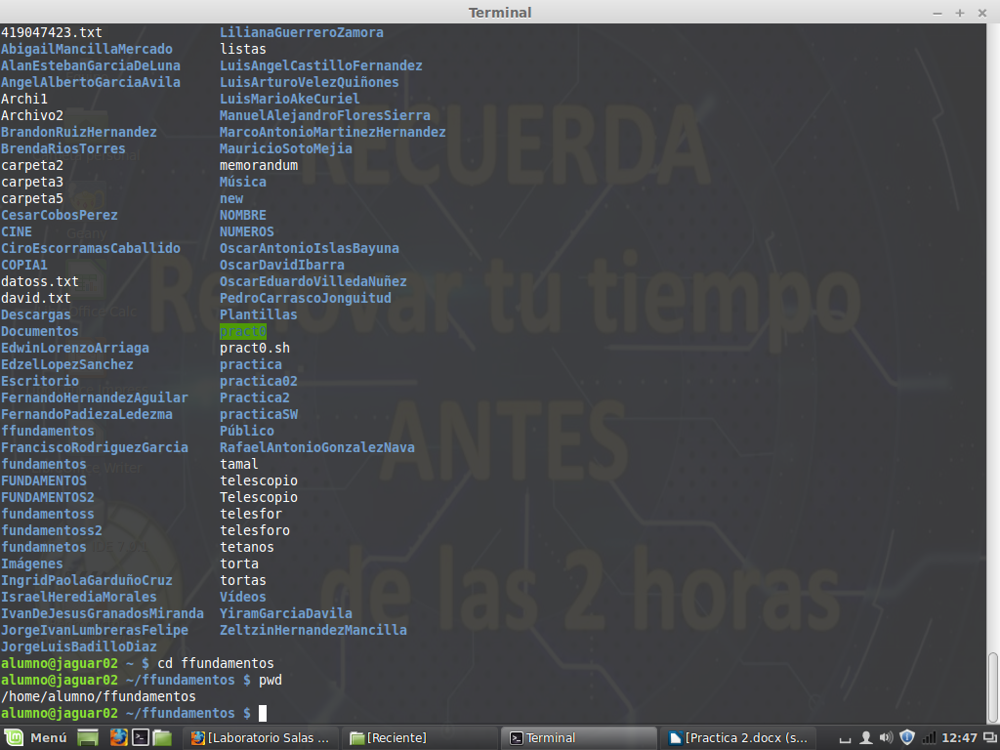 Terminal
419047423.txt LilianaGuerreroZamora
AbigailMancillaMercado listas
AlanEstebanGarciaDeLuna LuisAngelCastilloFernandez
AngelAlbertoGarciaAvila LuisArturoVelezQuiñones
Archi1 LuisMarioAkeCuriel
Archivo2 ManuelAlejandroFloresSierra
BrandonRuizHernandez MarcoAntonioMartinezHernandez
BrendaRiosTorres MauricioSotoMejia
carpeta2 memorandum
carpeta3 Música
carpeta5 new
CesarCobosPerez NOMBRE
CINE NUMEROS
CiroEscorramasCaballido OscarAntonioIslasBayuna
COPIA1 OscarDavidIbarra
datoss.txt OscarEduardoVilledaNuñez
david.txt PedroCarrascoJonguitud
Descargas Plantillas
Documentos pract0
EdwinLorenzoArriaga pract0.sh
EdzelLopezSanchez practica
Escritorio practica02
FernandoHernandezAguilar Practica2
FernandoPadiezaLedezma practicaSW
ffundamentos Público
FranciscoRodriguezGarcia RafaelAntonioGonzalezNava
fundamentos tamal
FUNDAMENTOS telescopio
FUNDAMENTOS2 Telescopio
fundamentoss telesfor
fundamentoss2 telesforo
fundamnetos tetanos
Imágenes torta
IngridPaolaGarduñoCruz tortas
IsraelHerediaMorales Vídeos
IvanDeJesusGranadosMiranda YiramGarciaDavila
JorgeIvanLumbrerasFelipe ZeltzinHernandezMancilla
JorgeLuisBadilloDiaz
alumno@jaguar02 ~ $ cd ffundamentos
alumno@jaguar02 ~/ffundamentos $ pwd
/home/alumno/ffundamentos
alumno@jaguar02 ~/ffundamentos $
RECUERDA
Renovar tu tiempo
ANTES
de las 2 horas
Geany
Menú [Laboratorio Salas ... [Reciente] Terminal [Practica 2.docx (s... 12:47